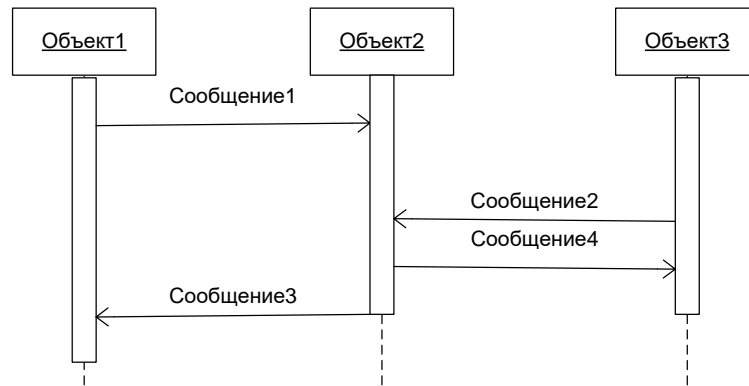 Объект1
Объект2
Объект3
Сообщение1
Сообщение2
Сообщение4
Сообщение3